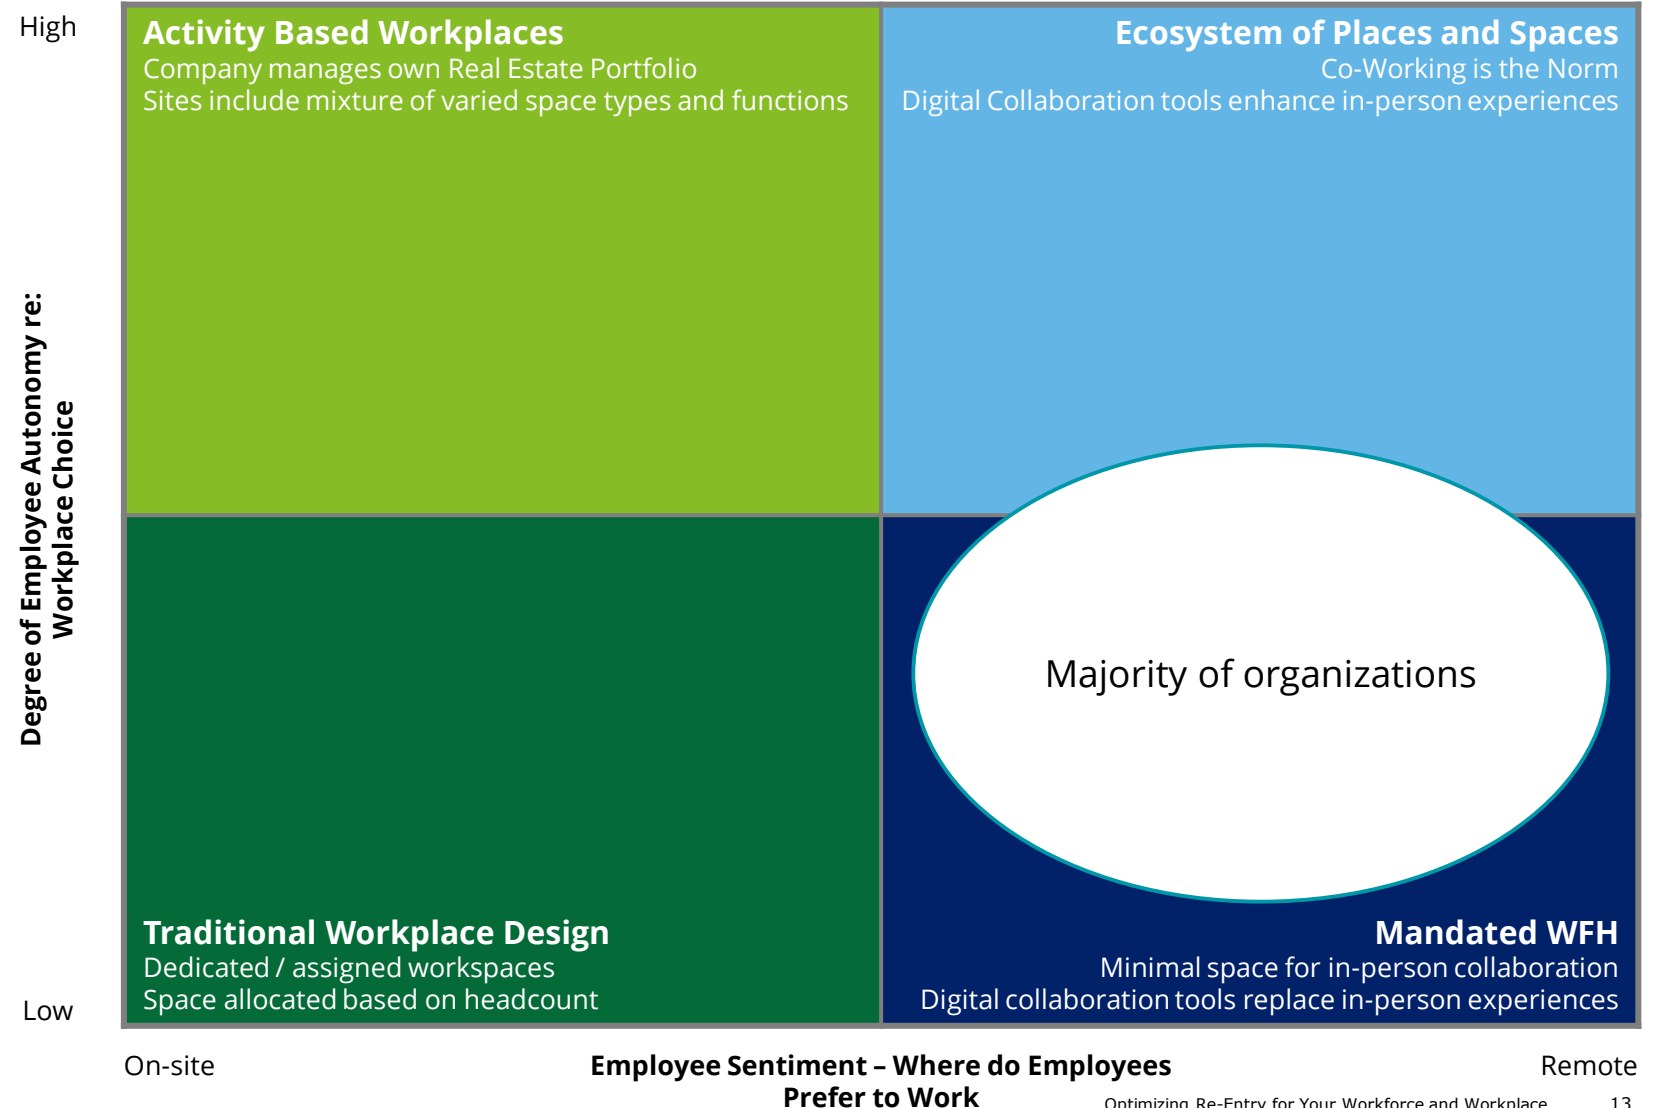 High
Activity Based Workplaces
Company manages own Real Estate Portfolio
Sites include mixture of varied space types and functions
Ecosystem of Places and Spaces
Co-Working is the Norm
Digital Collaboration tools enhance in-person experiences
Degree of Employee Autonomy re:
Workplace Choice
Majority of organizations
Traditional Workplace Design
Dedicated / assigned workspaces
Space allocated based on headcount
Mandated WFH
Minimal space for in-person collaboration
Digital collaboration tools replace in-person experiences
Low
On-site
Employee Sentiment – Where do Employees
Prefer to Work
Remote
Optimizing Re-Entry for Your Workforce and Workplace 13